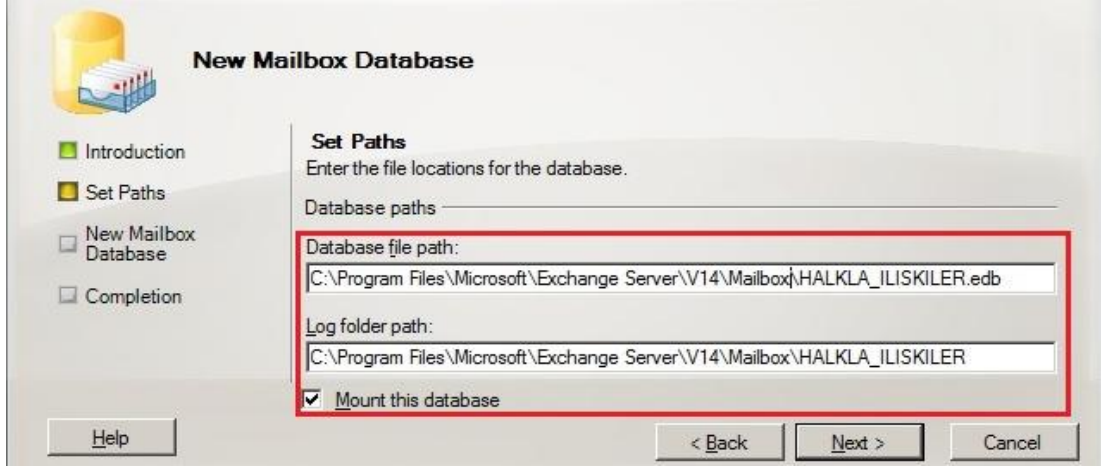 New Mailbox Database
Introduction
Set Paths
New Mailbox
Database
Completion
Set Paths
Enter the file locations for the database.
Database paths
Database file path:
C:\Program Files\Microsoft\Exchange Server\V14\Mailbox\HALKLA_ILISKILER.edb
Log folder path:
C:\Program Files\Microsoft\Exchange Server\V14\Mailbox\HALKLA_ILISKILER
Mount this database
Help
< Back
Next >
Cancel